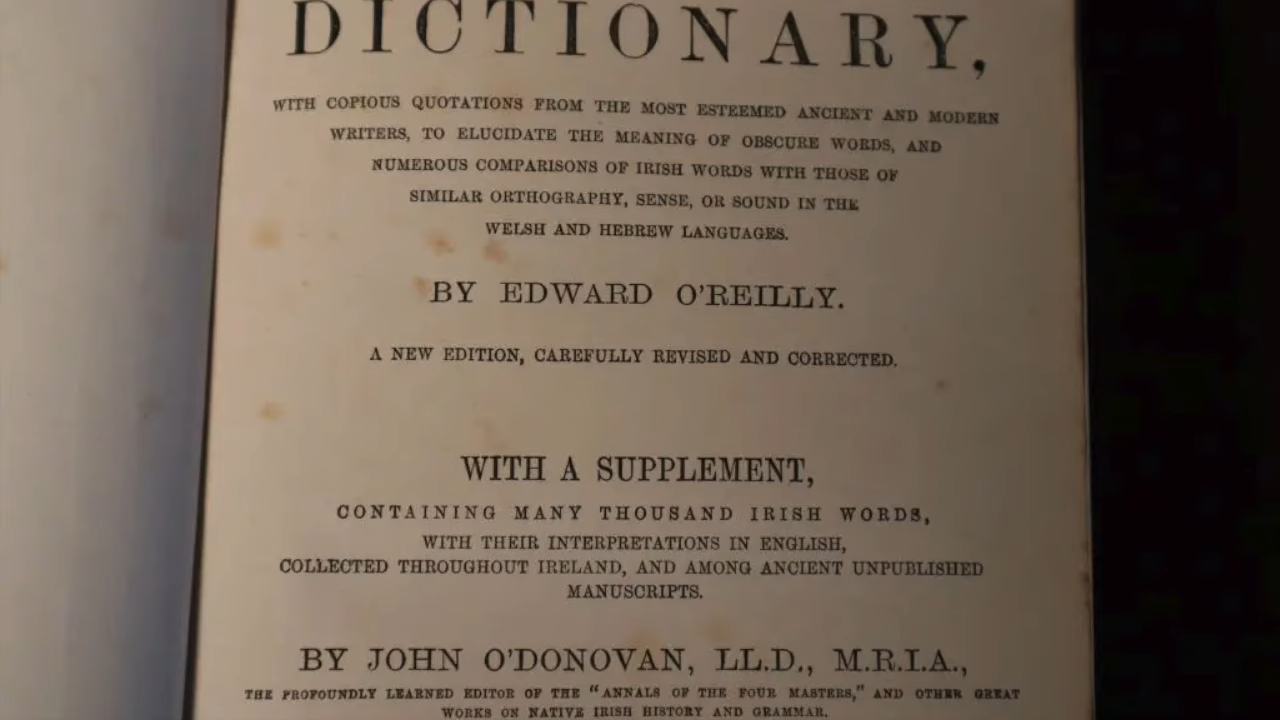 DICTIONARY,
WITH COPIOUS QUOTATIONS FROM THE MOST ESTEEMED ANCIENT AND MODERN
WRITERS, TO ELUCIDATE THE MEANING OF OBSCURE WORDS, AND
NUMEROUS COMPARISONS OF IRISH WORDS WITH THOSE OF
SIMILAR ORTHOGRAPHY, SENSE, OR SOUND IN THE
WELSH AND HEBREW LANGUAGES.
BY EDWARD O'REILLY.
A NEW EDITION, CAREFULLY REVISED AND CORRECTED.
WITH A SUPPLEMENT,
CONTAINING MANY THOUSAND IRISH WORDS,
WITH THEIR INTERPRETATIONS IN ENGLISH,
COLLECTED THROUGHOUT IRELAND, AND AMONG ANCIENT UNPUBLISHED
MANUSCRIPTS.
BY JOHN O'DONOVAN, LL.D., M.R.I.A.,
THE PROFOUNDLY LEARNED EDITOR OF THE "ANNALS OF THE FOUR MASTERS," AND OTHER GREAT
WORKS ON NATIVE IRISH HISTORY AND GRAMMAR.